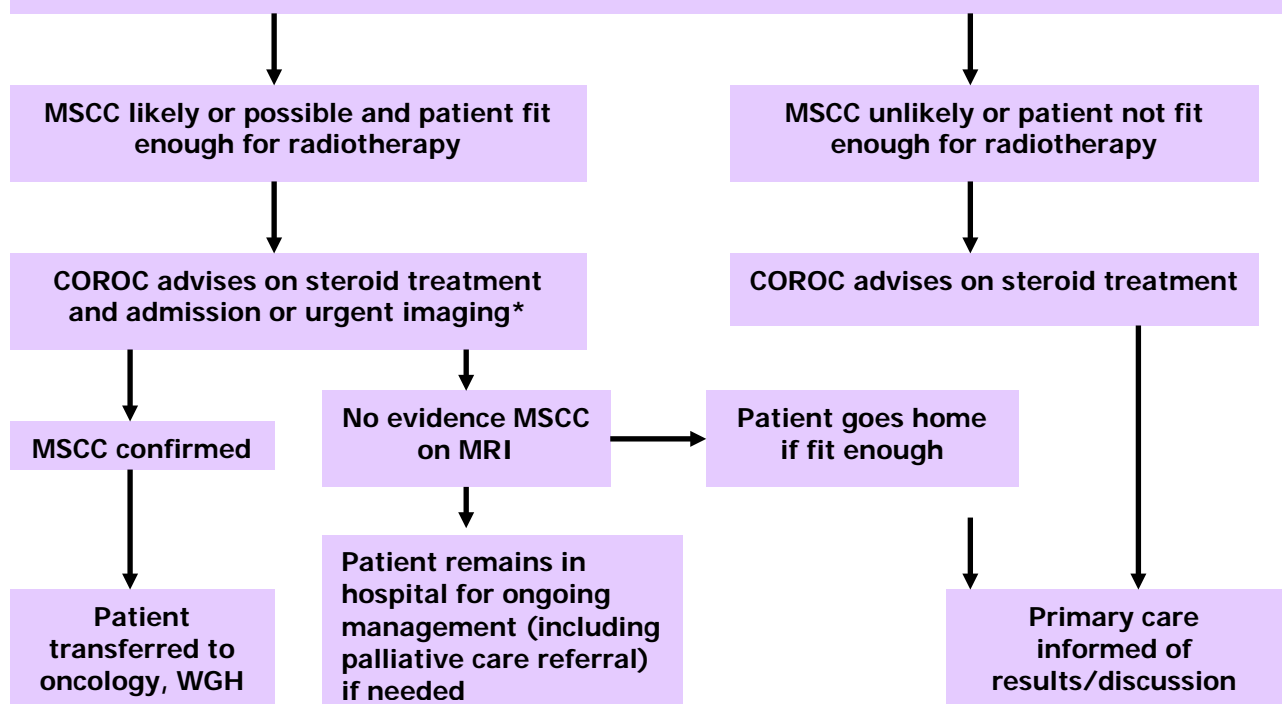 MSCC likely or possible and patient fit
enough for radiotherapy
MSCC unlikely or patient not fit
enough for radiotherapy
COROC advises on steroid treatment
and admission or urgent imaging*
COROC advises on steroid treatment
MSCC confirmed
No evidence MSCC
on MRI
Patient goes home
if fit enough
Patient
transferred to
oncology, WGH
Patient remains in
hospital for ongoing
management (including
palliative care referral)
if needed
Primary care
informed of
results/discussion